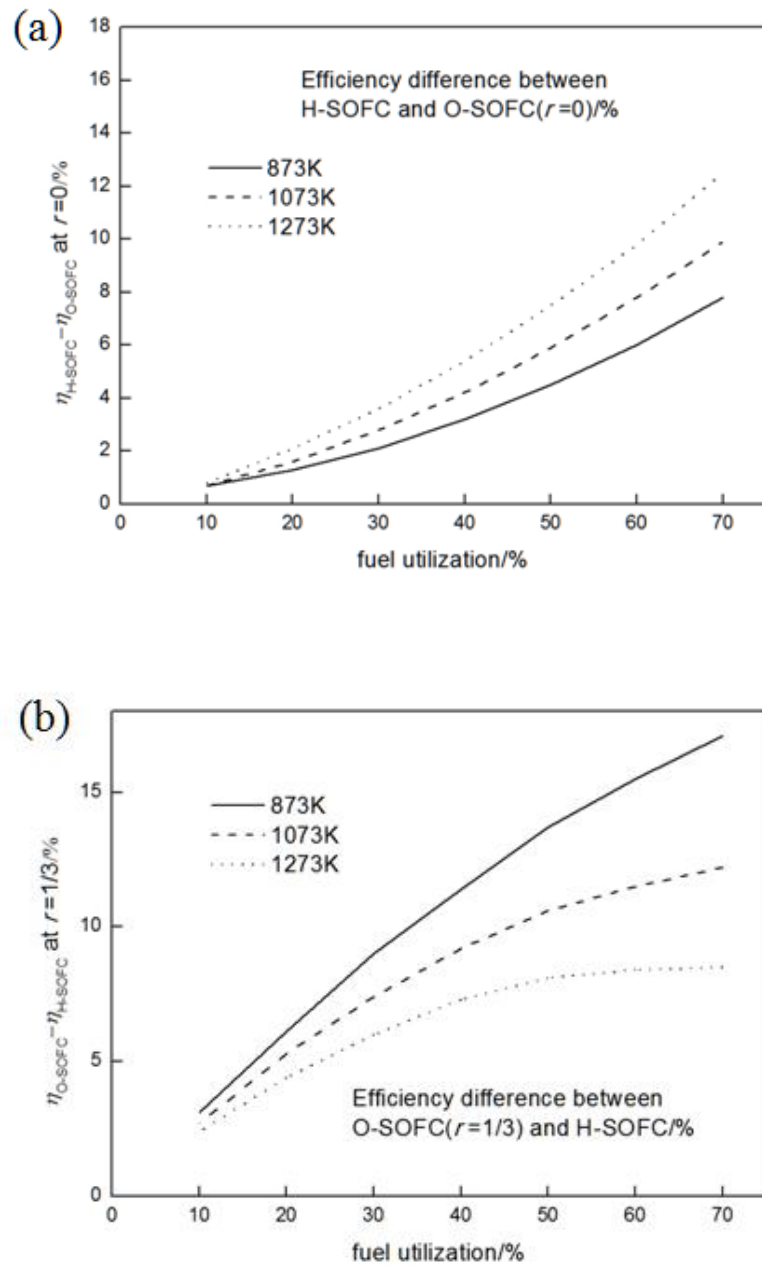 (a)
18
16
14
12
10
8
6
4
2
0
ηH-SOFC−ηO-SOFC at r=0/%
Efficiency difference between
H-SOFC and O-SOFC(r=0)/%
873K
1073K
1273K
0 10 20 30 40 50 60 70
fuel utilization/%
(b)
15
10
5
0
ηO-SOFC−ηH-SOFC at r=1/3/%
873K
1073K
1273K
Efficiency difference between
O-SOFC(r=1/3) and H-SOFC/%
0 10 20 30 40 50 60 70
fuel utilization/%